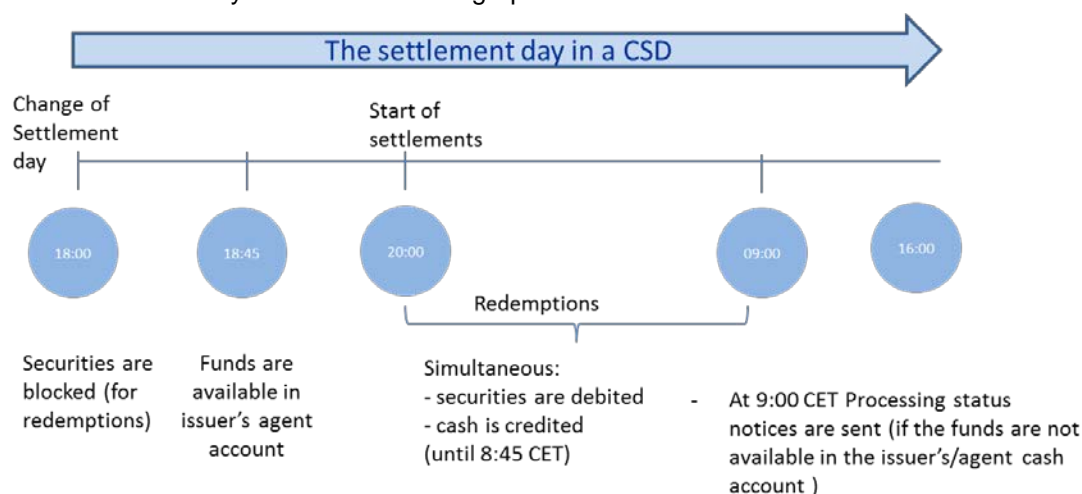 The settlement day in a CSD
Change of
Settlement
day
Start of
settlements
18:00
18:45
20:00
09:00
16:00
Redemptions
Securities are
blocked (for
redemptions)
Funds are
available in
issuer's agent
account
Simultaneous:
- securities are debited
- cash is credited
(until 8:45 CET)
- At 9:00 CET Processing status
notices are sent (if the funds are not
available in the issuer's/agent cash
account )